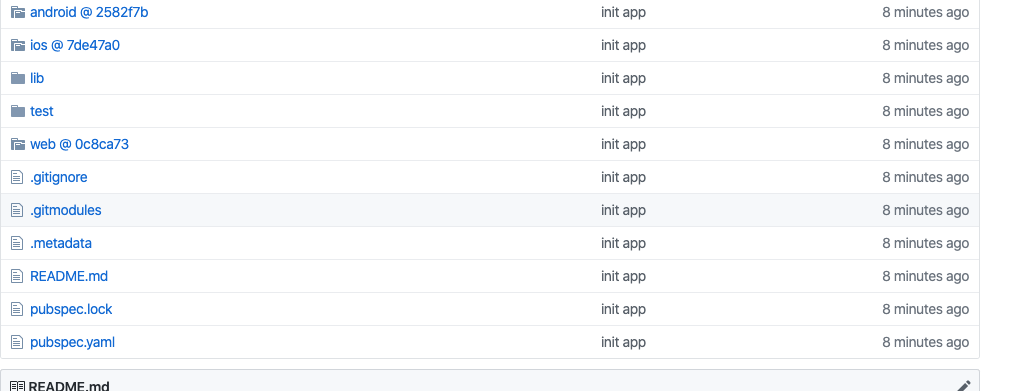 android @ 2582f7b init app 8 minutes ago
ios @ 7de47a0 init app 8 minutes ago
lib init app 8 minutes ago
test init app 8 minutes ago
web @ 0c8ca73 init app 8 minutes ago
.gitignore init app 8 minutes ago
.gitmodules init app 8 minutes ago
.metadata init app 8 minutes ago
README.md init app 8 minutes ago
pubspec.lock init app 8 minutes ago
pubspec.yaml init app 8 minutes ago
README.md